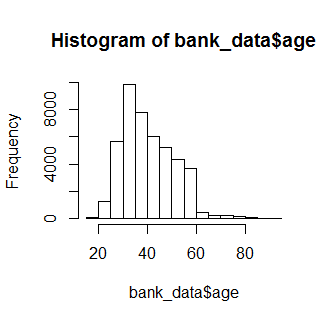 Histogram of bank_data$age
Frequency
8000
4000
0
20 40 60 80
bank_data$age